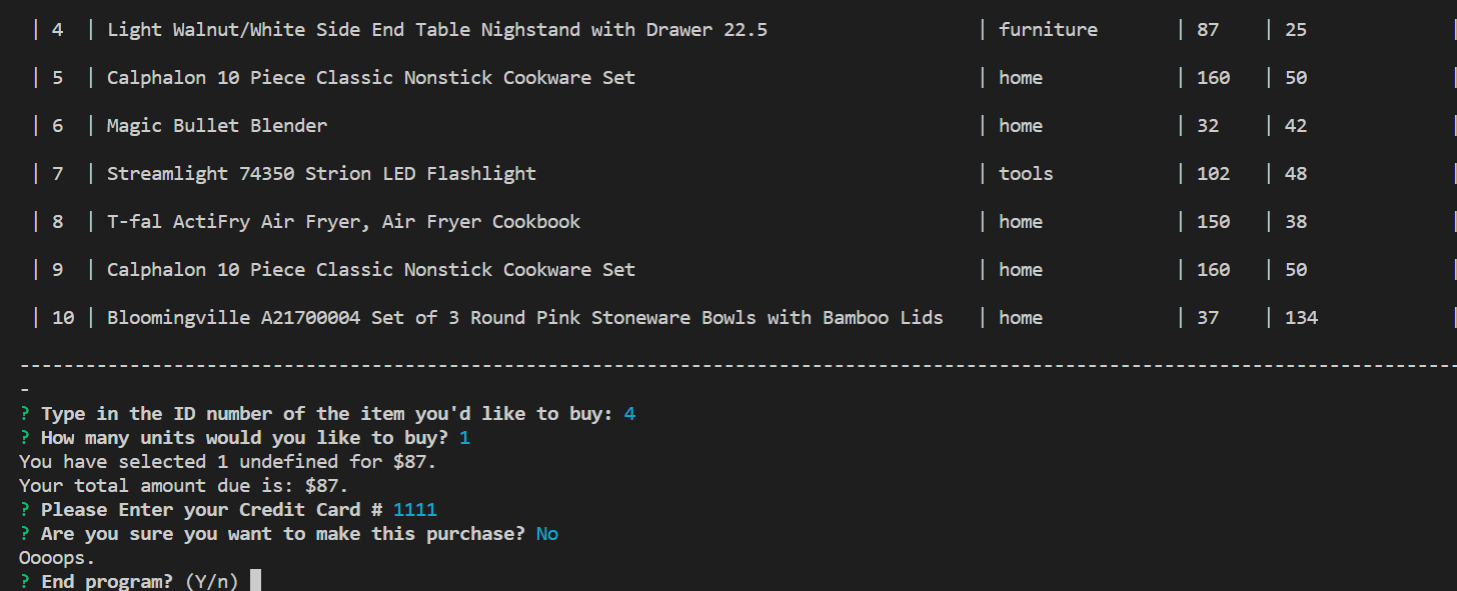 | 4 | Light Walnut/White Side End Table Nighstand with Drawer 22.5 | furniture | 87 | 25 |
| 5 | Calphalon 10 Piece Classic Nonstick Cookware Set | home | 160 | 50 |
| 6 | Magic Bullet Blender | home | 32 | 42 |
| 7 | Streamlight 74350 Strion LED Flashlight | tools | 102 | 48 |
| 8 | T-fal ActiFry Air Fryer, Air Fryer Cookbook | home | 150 | 38 |
| 9 | Calphalon 10 Piece Classic Nonstick Cookware Set | home | 160 | 50 |
| 10 | Bloomingville A21700004 Set of 3 Round Pink Stoneware Bowls with Bamboo Lids | home | 37 | 134 |
-----------------------------------------------------------------------------------------------------------------------------------
-
? Type in the ID number of the item you'd like to buy: 4
? How many units would you like to buy? 1
You have selected 1 undefined for $87.
Your total amount due is: $87.
? Please Enter your Credit Card # 1111
? Are you sure you want to make this purchase? No
Oooops.
? End program? (Y/n)